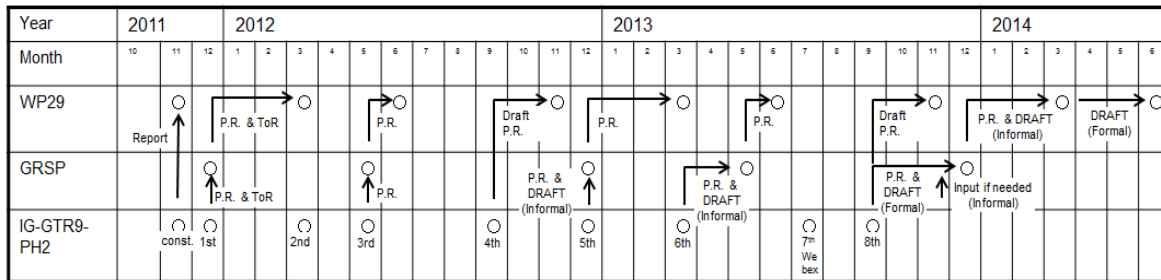 Year 2011 2012 2013 2014
Month 10 11 12 1 2 3 4 5 6 7 8 9 10 11 12 1 2 3 4 5 6 7 8 9 10 11 12 1 2 3 4 5 6
WP29
Report
P.R. & ToR
P.R.
Draft
P.R.
P.R.
P.R.
Draft
P.R.
P.R. & DRAFT
(Informal)
DRAFT
(Formal)
GRSP
P.R. & ToR
P.R.
P.R. &
DRAFT
(Informal)
P.R. &
DRAFT
(Informal)
P.R. &
DRAFT
(Formal)
Input if needed
(Informal)
IG-GTR9-
PH2
const.
1st
2nd
3rd
4th
5th
6th
7th
We
bex
8th